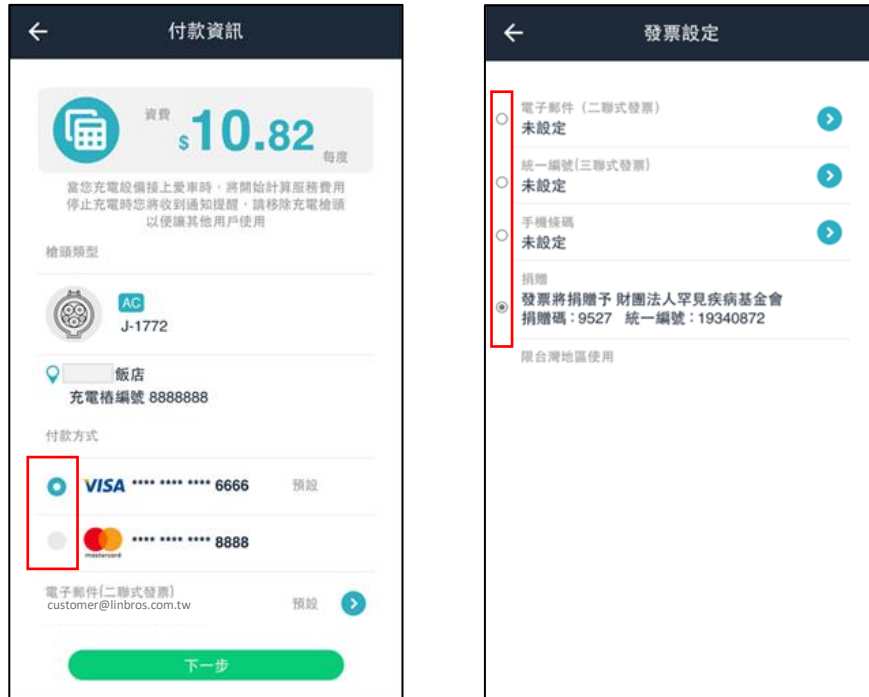 付款資訊
資費 $10.82 每度
當您充電設備接上愛車時，將開始計算服務費用
停止充電時您將收到通知提醒，請移除充電槍頭
以便讓其他用戶使用
槍頭類型
AC
J-1772
飯店
充電樁編號 8888888
付款方式
VISA **** **** **** 6666 預設
mastercard **** **** **** 8888
電子郵件(二聯式發票)
customer@linbros.com.tw 預設
下一步
發票設定
電子郵件（二聯式發票）
未設定
統一編號(三聯式發票)
未設定
手機條碼
未設定
捐贈
發票將捐贈予 財團法人罕見疾病基金會
捐贈碼：9527 統一編號：19340872
限台灣地區使用